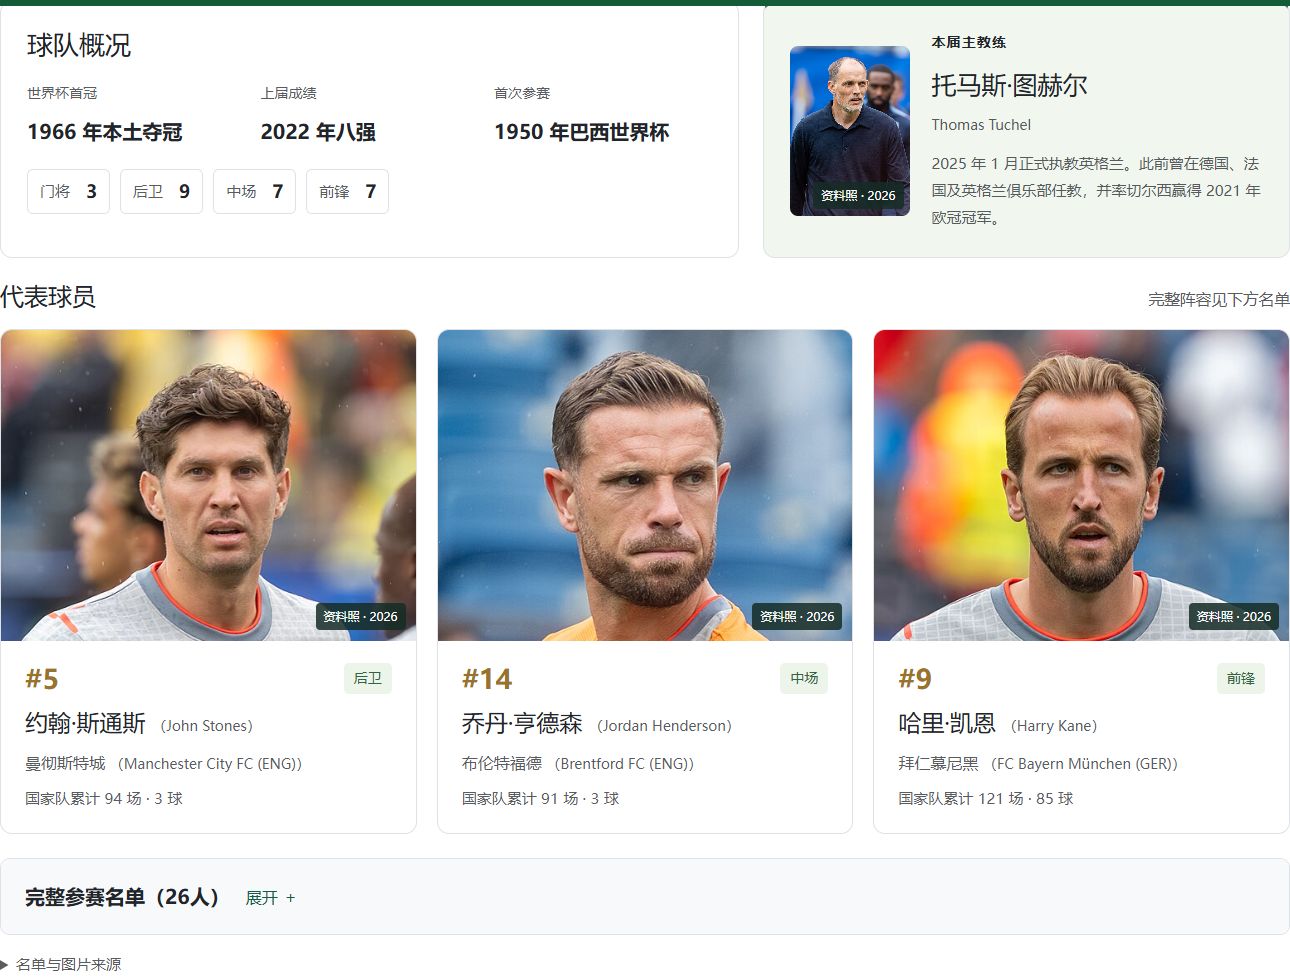 球队概况
世界杯首冠
1966 年本土夺冠
上届成绩
2022 年八强
首次参赛
1950 年巴西世界杯
门将 3
后卫 9
中场 7
前锋 7
资料照 · 2026
本届主教练
托马斯·图赫尔
Thomas Tuchel
2025 年 1 月正式执教英格兰。此前曾在德国、法
国及英格兰俱乐部任教，并率切尔西赢得 2021 年
欧冠冠军。
代表球员
完整阵容见下方名单
资料照 · 2026
#5
后卫
约翰·斯通斯 （John Stones）
曼彻斯特城 （Manchester City FC (ENG)）
国家队累计 94 场 · 3 球
资料照 · 2026
#14
中场
乔丹·亨德森 （Jordan Henderson）
布伦特福德 （Brentford FC (ENG)）
国家队累计 91 场 · 3 球
资料照 · 2026
#9
前锋
哈里·凯恩 （Harry Kane）
拜仁慕尼黑 （FC Bayern München (GER)）
国家队累计 121 场 · 85 球
完整参赛名单（26人） 展开 +
名单与图片来源